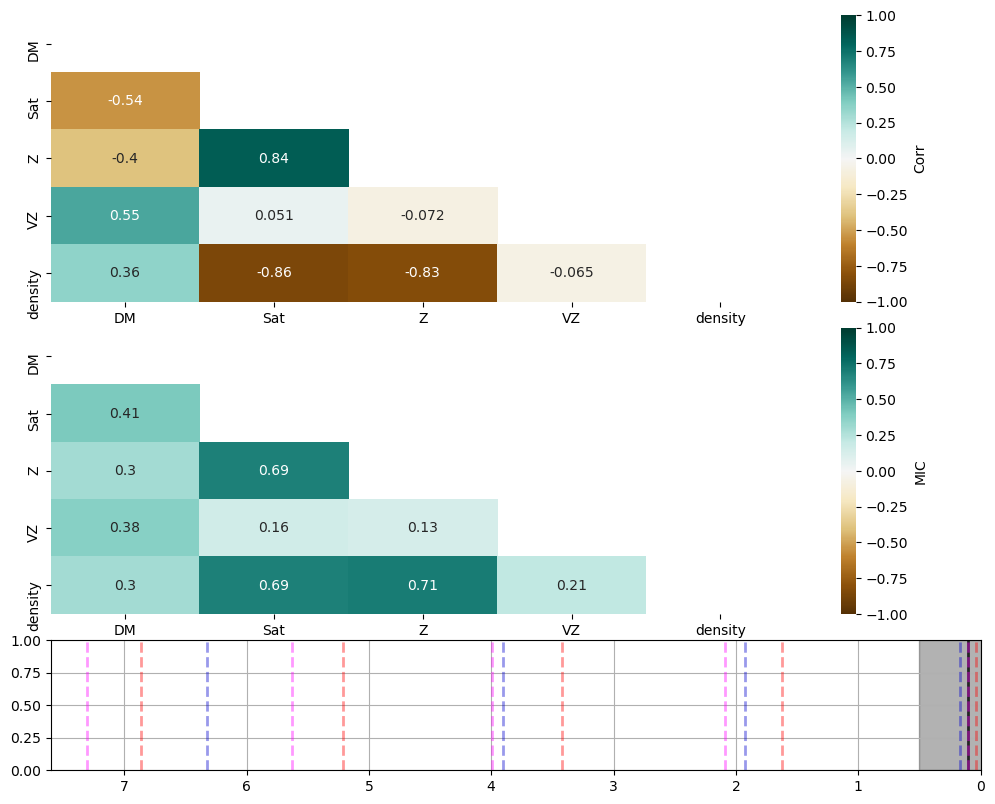 DM
Sat
Z
VZ
density
-0.54
-0.4 0.84
0.55 0.051 -0.072
0.36 -0.86 -0.83 -0.065
DM Sat Z VZ density
1.00
0.75
0.50
0.25
0.00
−0.25
−0.50
−0.75
−1.00
Corr
DM
Sat
Z
VZ
density
0.41
0.3 0.69
0.38 0.16 0.13
0.3 0.69 0.71 0.21
DM Sat Z VZ density
1.00
0.75
0.50
0.25
0.00
−0.25
−0.50
−0.75
−1.00
MIC
1.00
0.75
0.50
0.25
0.00
7 6 5 4 3 2 1 0